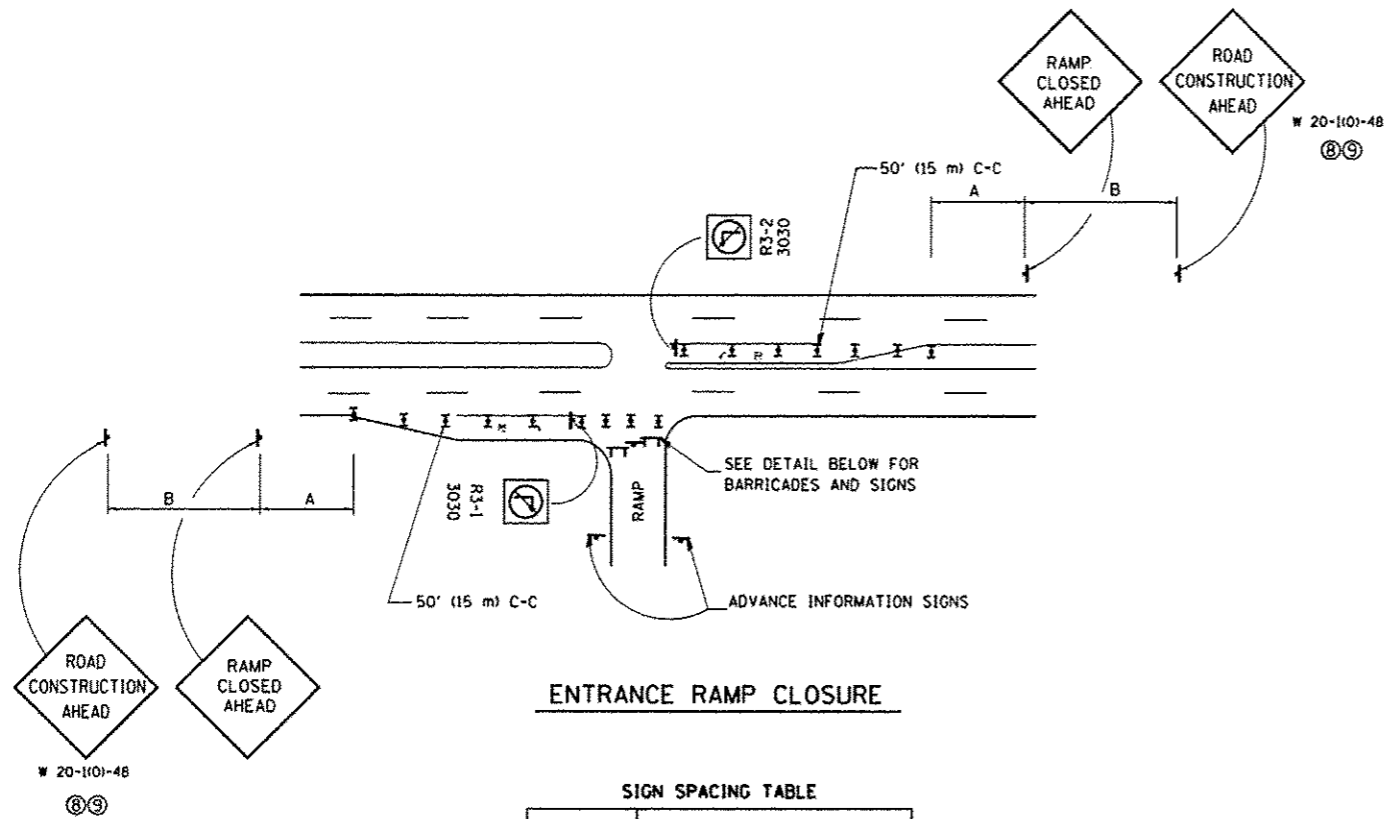 RAMP
CLOSED
AHEAD
ROAD
CONSTRUCTION
AHEAD
W 20-1(O)-48
⑧⑨
50' (15 m) C-C
A
B
R3-2
3030
B
A
R3-1
3030
RAMP
SEE DETAIL BELOW FOR
BARRICADES AND SIGNS
50' (15 m) C-C
ADVANCE INFORMATION SIGNS
ROAD
CONSTRUCTION
AHEAD
RAMP
CLOSED
AHEAD
W 20-1(O)-48
⑧⑨
ENTRANCE RAMP CLOSURE
SIGN SPACING TABLE